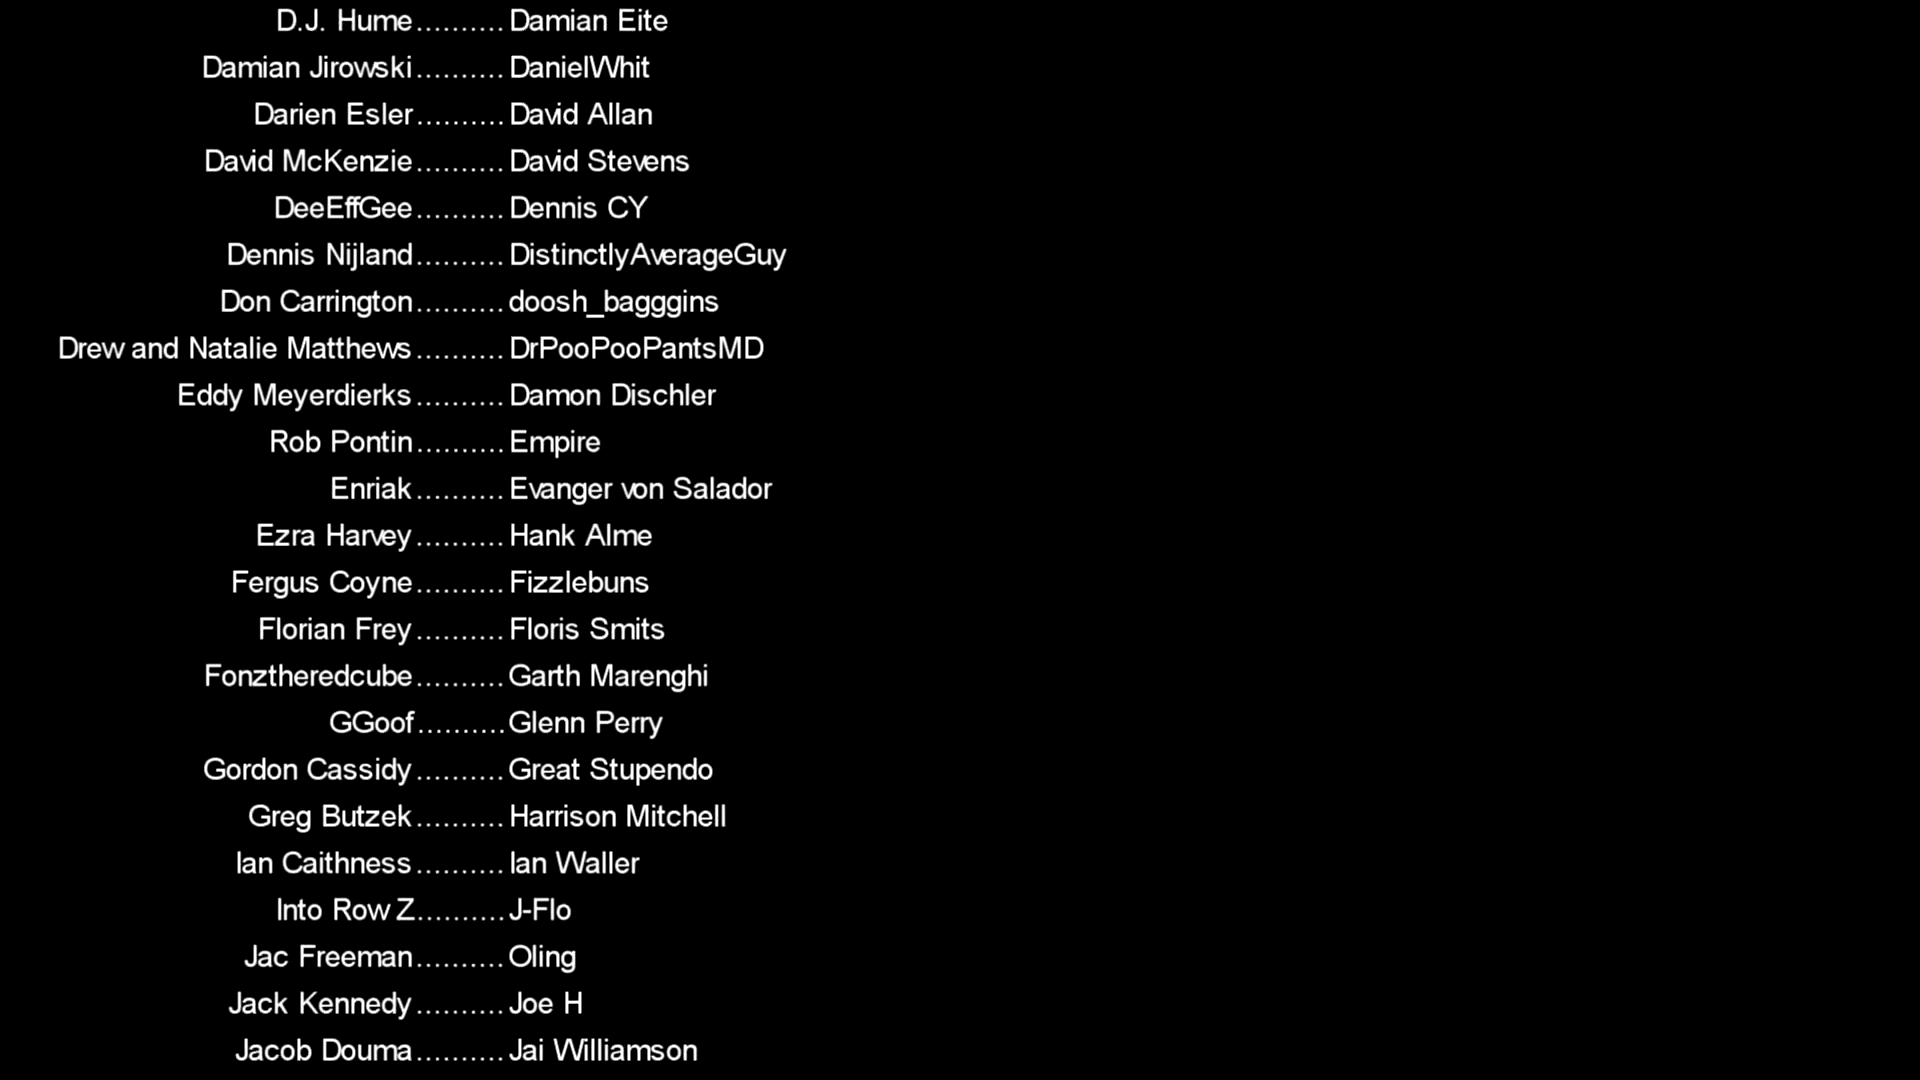 D.J. Hume..........Damian Eite
Damian Jirowski..........DanielWhit
Darien Esler..........David Allan
David McKenzie..........David Stevens
DeeEffGee..........Dennis CY
Dennis Nijland..........DistinctlyAverageGuy
Don Carrington..........doosh_bagggins
Drew and Natalie Matthews..........DrPooPooPantsMD
Eddy Meyerdierks..........Damon Dischler
Rob Pontin..........Empire
Enriak..........Evanger von Salador
Ezra Harvey..........Hank Alme
Fergus Coyne..........Fizzlebuns
Florian Frey..........Floris Smits
Fonztheredcube..........Garth Marenghi
GGoof..........Glenn Perry
Gordon Cassidy..........Great Stupendo
Greg Butzek..........Harrison Mitchell
Ian Caithness..........Ian Waller
Into Row Z..........J-Flo
Jac Freeman..........Oling
Jack Kennedy..........Joe H
Jacob Douma..........Jai Williamson